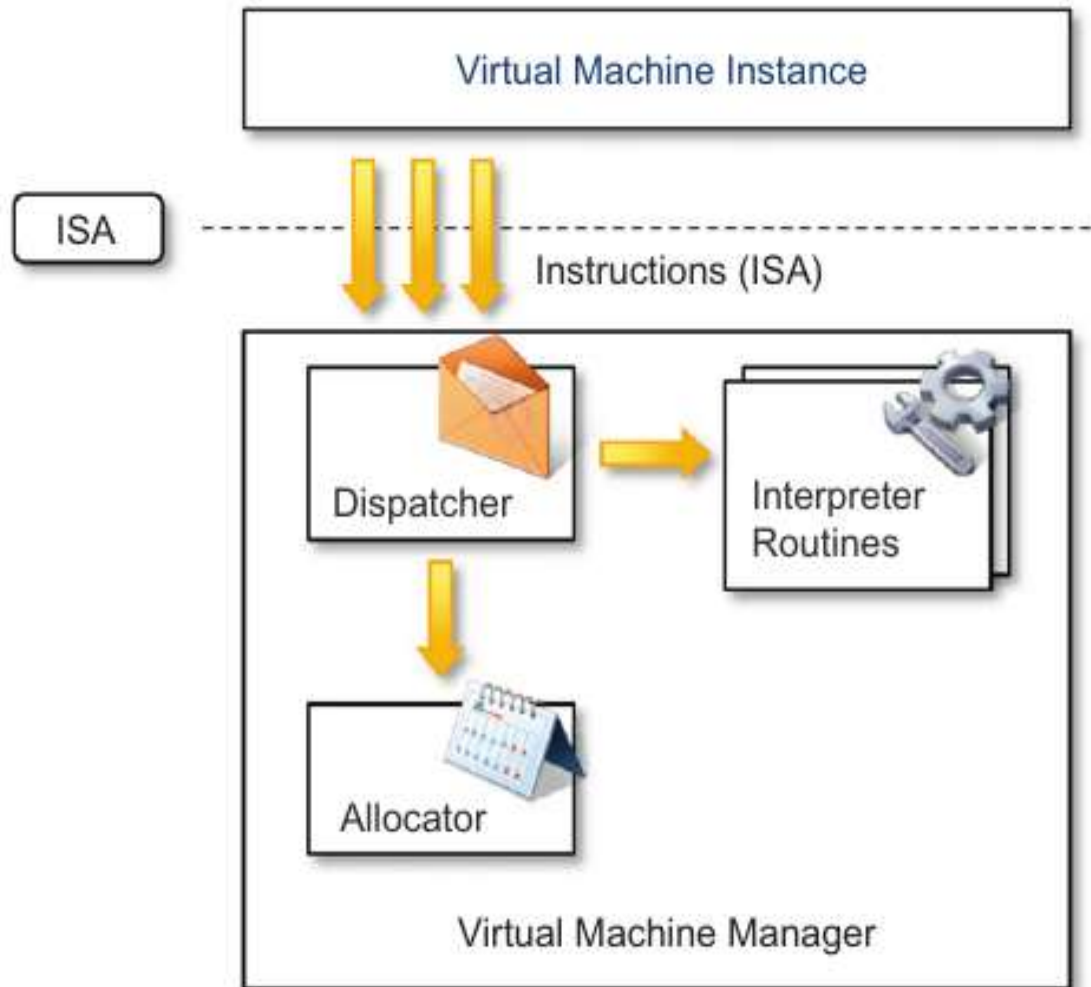 Virtual Machine Instance
ISA
Instructions (ISA)
Dispatcher
Interpreter
Routines
Allocator
Virtual Machine Manager